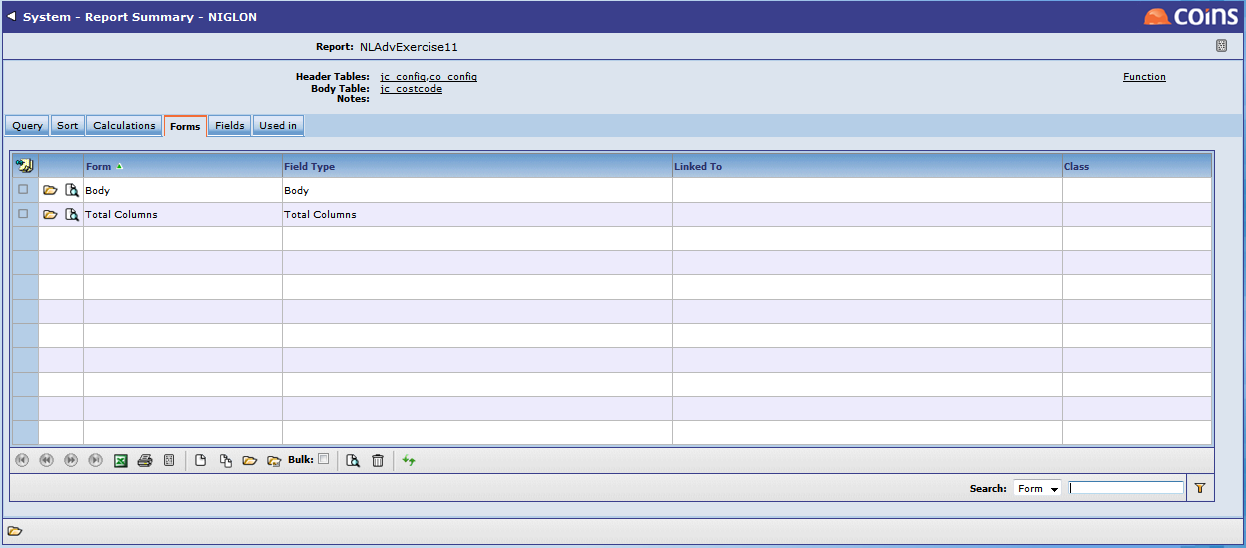 System - Report Summary - NIGLON
coins
Report: NLAdvExercise11
Header Tables: jc_config,co_config
Function
Body Table: jc_costcode
Notes:
Query Sort Calculations Forms Fields Used in
Form Field Type Linked To Class
Body Body
Total Columns Total Columns
Bulk:
Search: Form